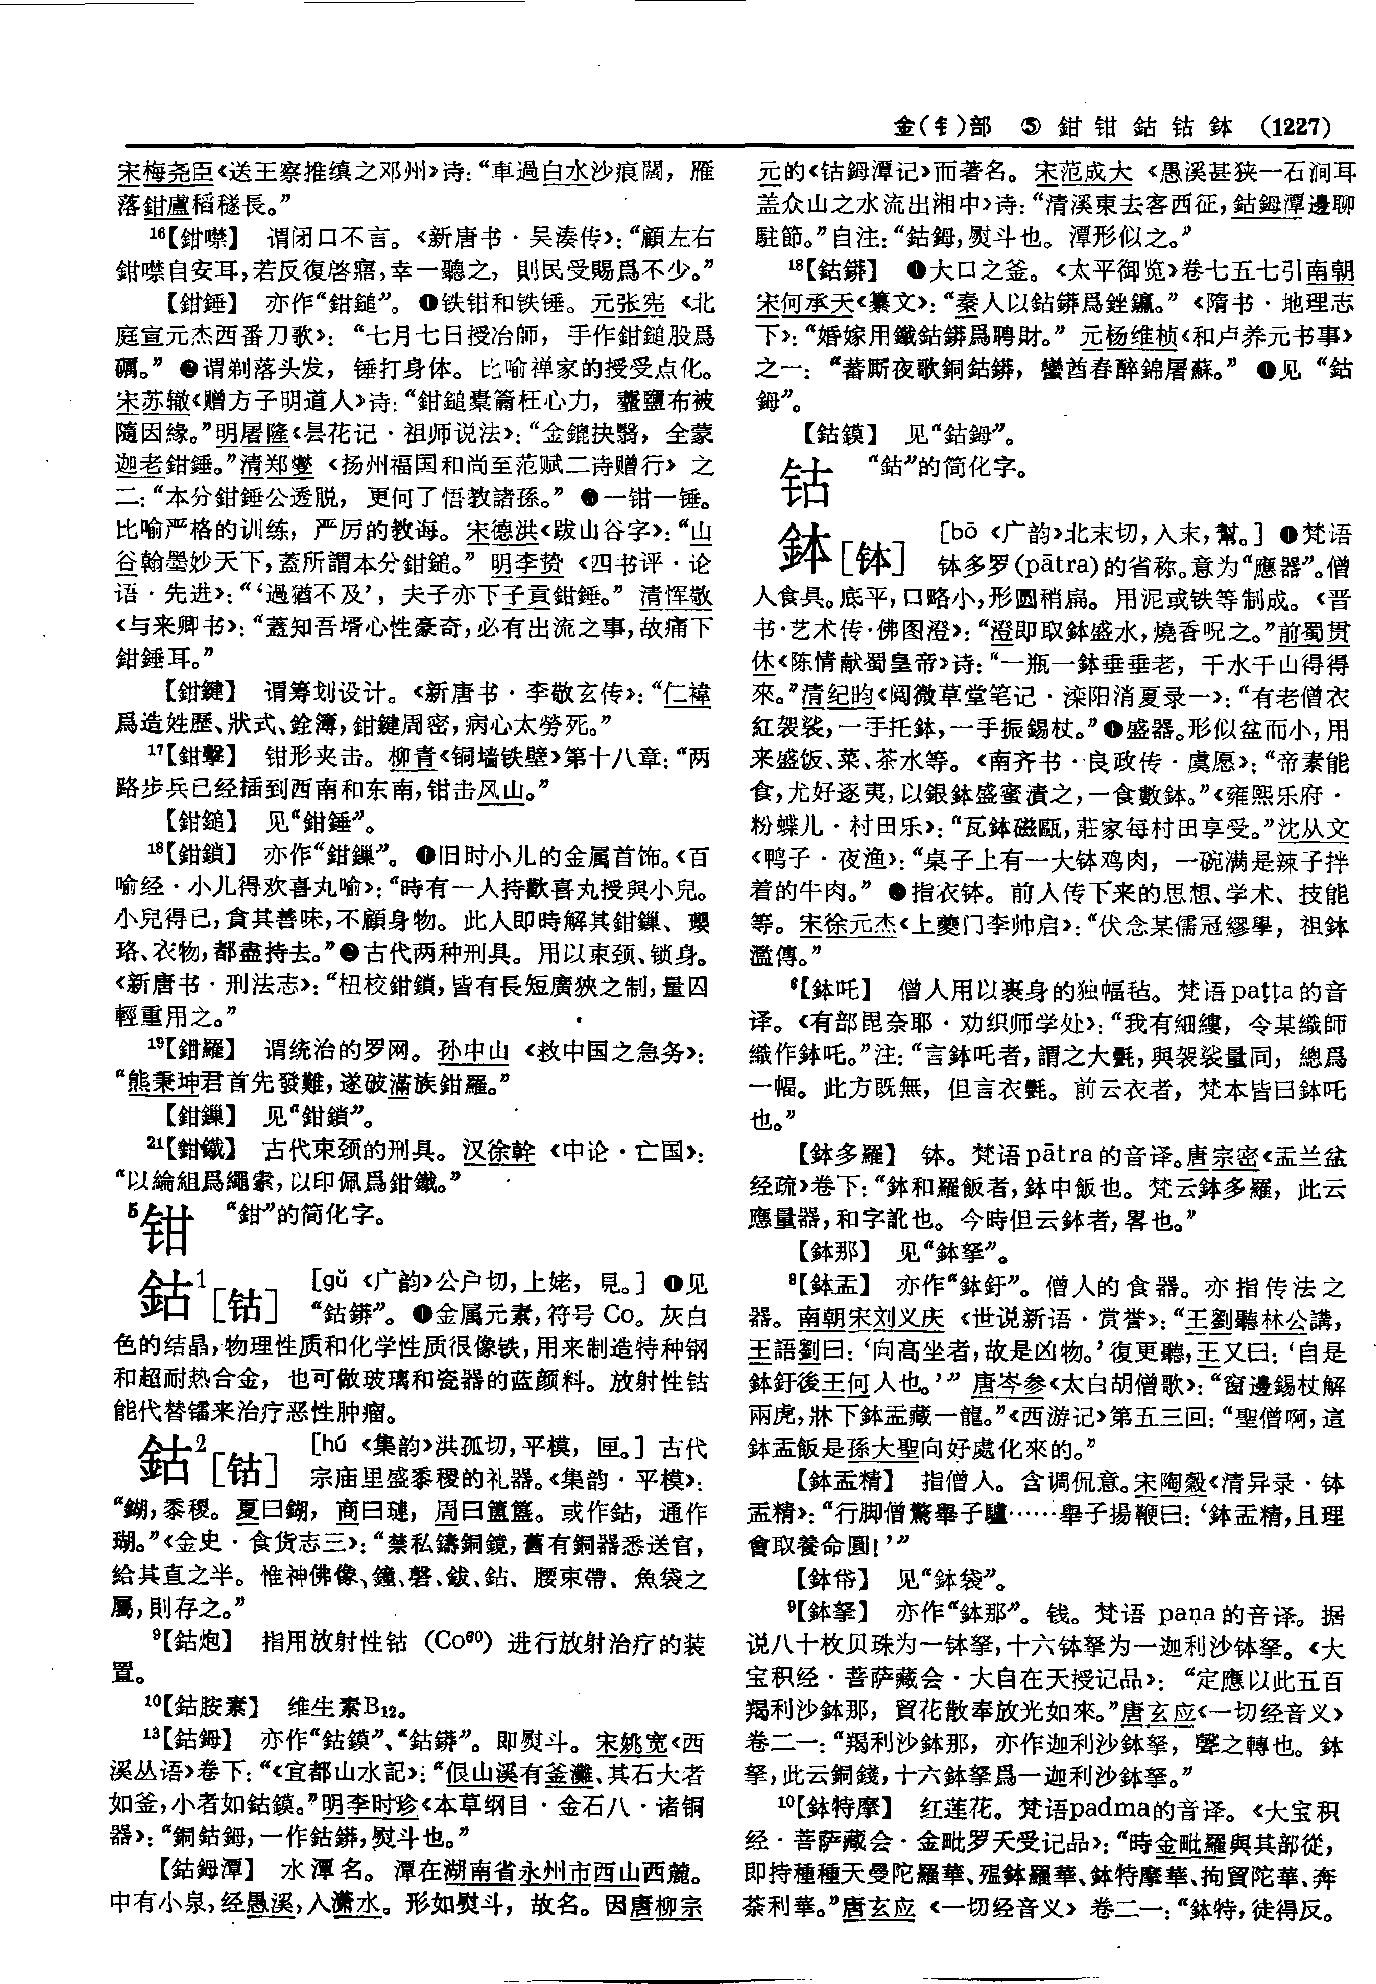 金(钅)部 ⑤ 鉗钳鈷钴鉢 (1227)
宋梅尧臣《送王察推缜之邓州》诗：“車過白水沙痕闊，雁
落鉗盧稻穟長。”
¹⁶【鉗噤】 谓闭口不言。《新唐书·吴湊传》：“顧左右
鉗噤自安耳，若反復啓寤，幸一聽之，則民受賜爲不少。”
【鉗錘】 亦作“鉗鎚”。❶铁钳和铁锤。元张宪《北
庭宣元杰西番刀歌》：“七月七日授冶師，手作鉗鎚股爲
礪。”❷谓剃落头发，锤打身体。比喻禅家的授受点化。
宋苏辙《赠方子明道人》诗：“鉗鎚橐籥枉心力，虀鹽布被
隨因緣。”明屠隆《昙花记·祖师说法》：“金鎞抉翳，全蒙
迦老鉗錘。”清郑燮《扬州福国和尚至范赋二诗赠行》之
二：“本分鉗錘公透脱，更何了悟教諸孫。”❸一钳一锤。
比喻严格的训练，严厉的教诲。宋德洪《跋山谷字》：“山
谷翰墨妙天下，蓋所謂本分鉗鎚。”明李贽《四书评·论
语·先进》：“‘過猶不及’，夫子亦下子貢鉗錘。”清恽敬
《与来卿书》：“蓋知吾壻心性豪奇，必有出流之事，故痛下
鉗錘耳。”
【鉗鍵】 谓筹划设计。《新唐书·李敬玄传》：“仁禕
爲造姓歷、狀式、銓簿，鉗鍵周密，病心太勞死。”
¹⁷【鉗擊】 钳形夹击。柳青《铜墙铁壁》第十八章：“两
路步兵已经插到西南和东南，钳击风山。”
【鉗鎚】 见“鉗錘”。
¹⁸【鉗鎖】 亦作“鉗鏁”。❶旧时小儿的金属首饰。《百
喻经·小儿得欢喜丸喻》：“時有一人持歡喜丸授與小兒。
小兒得已，貪其善味，不顧身物。此人即時解其鉗鏁、瓔
珞、衣物，都盡持去。”❷古代两种刑具。用以束颈、锁身。
《新唐书·刑法志》：“杻校鉗鎖，皆有長短廣狹之制，量囚
輕重用之。”
¹⁹【鉗羅】 谓统治的罗网。孙中山《救中国之急务》：
“熊秉坤君首先發難，遂破滿族鉗羅。”
【鉗鏁】 见“鉗鎖”。
²¹【鉗鐵】 古代束颈的刑具。汉徐幹《中论·亡国》：
“以綸組爲繩索，以印佩爲鉗鐵。”
⁵钳 “鉗”的简化字。
鈷¹[钴] [gǔ《广韵》公户切，上姥，見。]❶见
“鈷鉧”。❷金属元素，符号Co。灰白
色的结晶，物理性质和化学性质很像铁，用来制造特种钢
和超耐热合金，也可做玻璃和瓷器的蓝颜料。放射性钴
能代替镭来治疗恶性肿瘤。
鈷²[钴] [hú《集韵》洪孤切，平模，匣。]古代
宗庙里盛黍稷的礼器。《集韵·平模》：
“鍸，黍稷。夏曰鍸，商曰璉，周曰簠簋。或作鈷，通作
瑚。”《金史·食货志三》：“禁私鑄銅鏡，舊有銅器悉送官，
給其直之半。惟神佛像、鐘、磬、鈸、鈷、腰束帶、魚袋之
屬，則存之。”
⁹【鈷炮】 指用放射性钴（Co⁶⁰）进行放射治疗的装
置。
¹⁰【鈷胺素】 维生素B₁₂。
¹³【鈷鉧】 亦作“鈷鏌”、“鈷䥈”。即熨斗。宋姚宽《西
溪丛语》卷下：“《宜都山水記》：“佷山溪有釜灘、其石大者
如釜，小者如鈷鏌。”明李时珍《本草纲目·金石八·诸铜
器》：“銅鈷鉧，一作鈷䥈，熨斗也。”
【鈷鉧潭】 水潭名。潭在湖南省永州市西山西麓。
中有小泉，经愚溪，入潇水。形如熨斗，故名。因唐柳宗
元的《钴鉧潭记》而著名。宋范成大《愚溪甚狭一石涧耳
盖众山之水流出湘中》诗：“清溪東去客西征，鈷鉧潭邊聊
駐節。”自注：“鈷鉧，熨斗也。潭形似之。”
¹⁸【鈷䥈】 ❶大口之釜。《太平御览》卷七五七引南朝
宋何承天《纂文》：“秦人以鈷䥈爲銼鑹。”《隋书·地理志
下》：“婚嫁用鐵鈷䥈爲聘財。”元杨维桢《和卢养元书事》
之一：“蕃厮夜歌銅鈷䥈，蠻酋春醉錦屠蘇。”❷见“鈷
鉧”。
【鈷鏌】 见“鈷鉧”。
钴 “鈷”的简化字。
鉢[钵] [bō《广韵》北末切，入末，幫。]❶梵语
钵多罗(pātra)的省称。意为“應器”。僧
人食具。底平，口略小，形圆稍扁。用泥或铁等制成。《晋
书·艺术传·佛图澄》：“澄即取鉢盛水，燒香呪之。”前蜀贯
休《陈情献蜀皇帝》诗：“一瓶一鉢垂垂老，千水千山得得
來。”清纪昀《阅微草堂笔记·滦阳消夏录一》：“有老僧衣
紅袈裟，一手托鉢，一手振錫杖。”❷盛器。形似盆而小，用
来盛饭、菜、茶水等。《南齐书·良政传·虞愿》：“帝素能
食，尤好逐夷，以銀鉢盛蜜漬之，一食數鉢。”《雍熙乐府·
粉蝶儿·村田乐》：“瓦鉢磁甌，莊家每村田享受。”沈从文
《鸭子·夜渔》：“桌子上有一大钵鸡肉，一碗满是辣子拌
着的牛肉。”❸指衣钵。前人传下来的思想、学术、技能
等。宋徐元杰《上夔门李帅启》：“伏念某儒冠繆學，祖鉢
濫傳。”
⁶【鉢吒】 僧人用以裹身的独幅毡。梵语paṭṭa的音
译。《有部毘奈耶·劝织师学处》：“我有細縷，令某織師
織作鉢吒。”注：“言鉢吒者，謂之大㲲，與袈裟量同，總爲
一幅。此方既無，但言衣㲲。前云衣者，梵本皆曰鉢吒
也。”
【鉢多羅】 钵。梵语pātra的音译。唐宗密《盂兰盆
经疏》卷下：“鉢和羅飯者，鉢中飯也。梵云鉢多羅，此云
應量器，和字訛也。今時但云鉢者，畧也。”
【鉢那】 见“鉢拏”。
⁸【鉢盂】 亦作“鉢釪”。僧人的食器。亦指传法之
器。南朝宋刘义庆《世说新语·赏誉》：“王劉聽林公講，
王語劉曰：‘向高坐者，故是凶物。’復更聽，王又曰：‘自是
鉢釪後王何人也。’”唐岑参《太白胡僧歌》：“窗邊錫杖解
兩虎，牀下鉢盂藏一龍。”《西游记》第五三回：“聖僧啊，這
鉢盂飯是孫大聖向好處化來的。”
【鉢盂精】 指僧人。含调侃意。宋陶穀《清异录·钵
盂精》：“行脚僧驚舉子驢……舉子揚鞭曰：‘鉢盂精，且理
會取養命圓！’”
【鉢帒】 见“鉢袋”。
⁹【鉢拏】 亦作“鉢那”。钱。梵语 paṇa的音译。据
说八十枚贝珠为一钵拏，十六钵拏为一迦利沙钵拏。《大
宝积经·菩萨藏会·大自在天授记品》：“定應以此五百
羯利沙鉢那，貿花散奉放光如來。”唐玄应《一切经音义》
卷二一：“羯利沙鉢那，亦作迦利沙鉢拏，聲之轉也。鉢
拏，此云銅錢，十六鉢拏爲一迦利沙鉢拏。”
¹⁰【鉢特摩】 红莲花。梵语padma的音译。《大宝积
经·菩萨藏会·金毗罗天受记品》：“時金毗羅與其部從，
即持種種天曼陀羅華、殟鉢羅華、鉢特摩華、拘貿陀華、奔
荼利華。”唐玄应《一切经音义》卷二一：“鉢特，徒得反。